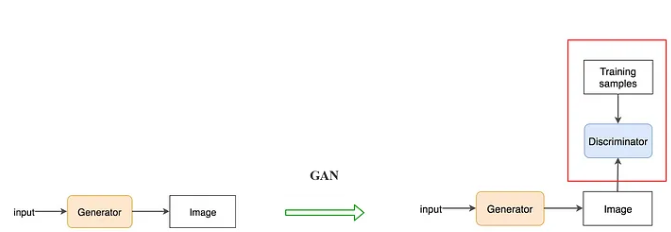 input
Generator
Image
GAN
Training
samples
Discriminator
input
Generator
Image